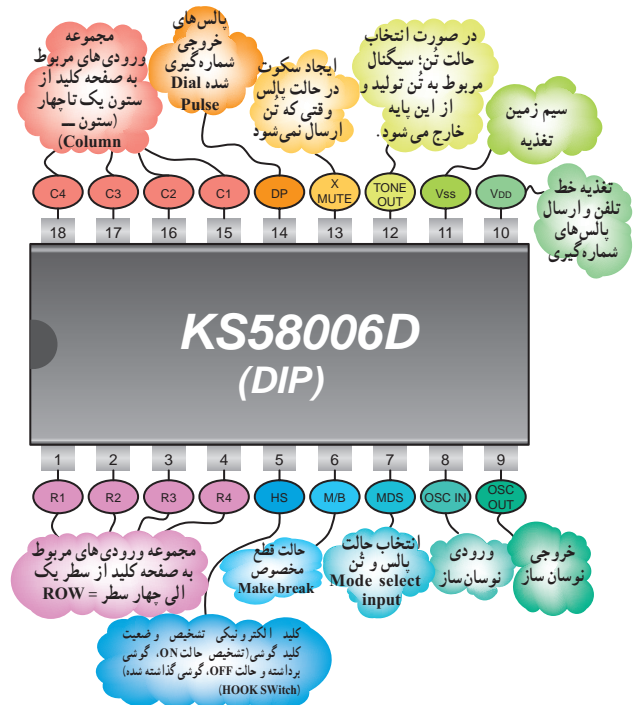 مجموعه
ورودی‌های مربوط
به صفحه کلید از
ستون یک تاچهار
(ستون ــ
Column)
پالس‌های
خروجی
شماره‌گیری
شده Dial
Pulse
ایجاد سکوت
در حالت پالس
وقتی که تُن
ارسال نمی‌شود
در صورت انتخاب
حالت تُن؛ سیگنال
مربوط به تُن تولید و
از این پایه
خارج می شود.
سیم زمین
تغذیه
تغذیه خط
تلفن و ارسال
پالس‌های
شماره‌گیری
C4 C3 C2 C1 DP X MUTE TONE OUT Vss VDD
18 17 16 15 14 13 12 11 10
KS58006D
(DIP)
1 2 3 4 5 6 7 8 9
R1 R2 R3 R4 HS M/B MDS OSC IN OSC OUT
مجموعه ورودی‌های مربوط
به صفحه کلید از سطر یک
الی چهار سطر = ROW
حالت قطع
مخصوص
Make break
انتخاب حالت
پالس و تُن
Mode select
input
ورودی
نوسان‌ساز
خروجی
نوسان ساز
کلید الکترونیکی تشخیص وضعیت
کلید گوشی(تشخیص حالت ON، گوشی
برداشته و حالت OFF، گوشی گذاشته شده)
(HOOK SWitch)